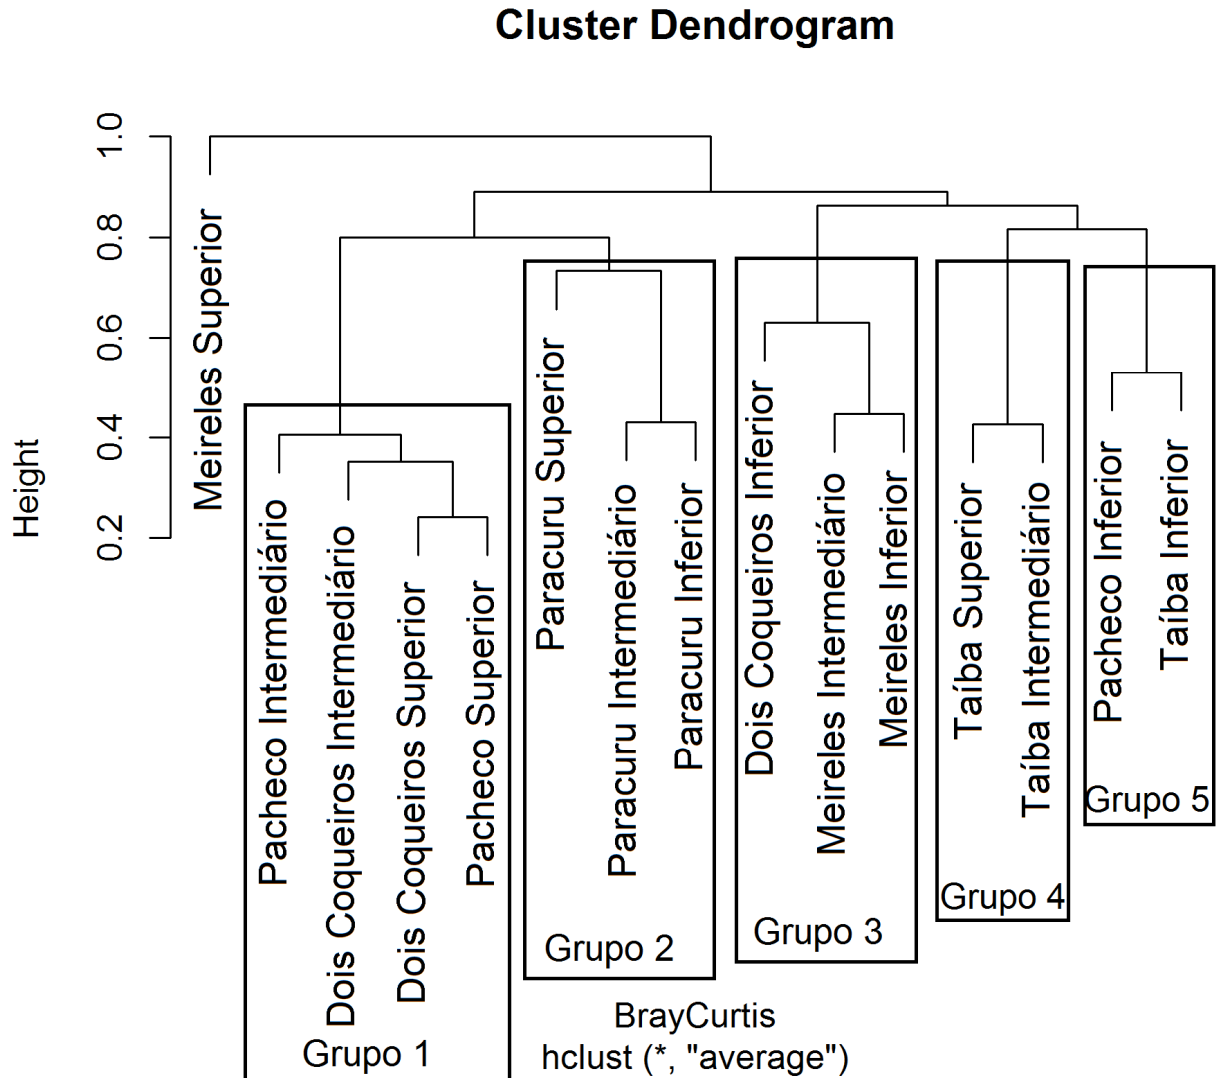 Cluster Dendrogram
Height
1.0
0.8
0.6
0.4
0.2
Meireles Superior
Pacheco Intermediário
Dois Coqueiros Intermediário
Dois Coqueiros Superior
Pacheco Superior
Grupo 1
Paracuru Superior
Paracuru Intermediário
Paracuru Inferior
Grupo 2
Dois Coqueiros Inferior
Meireles Intermediário
Meireles Inferior
Grupo 3
Taíba Superior
Taíba Intermediário
Grupo 4
Pacheco Inferior
Taíba Inferior
Grupo 5
BrayCurtis
hclust (*, "average")